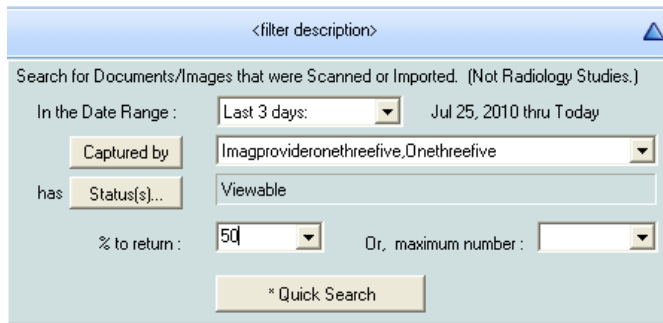 <filter description>
Search for Documents/Images that were Scanned or Imported. (Not Radiology Studies.)
In the Date Range : Last 3 days: Jul 25, 2010 thru Today
Captured by Imagprovideronethreefive,Onethreefive
has Status(s)... Viewable
% to return : 50 Or, maximum number :
* Quick Search